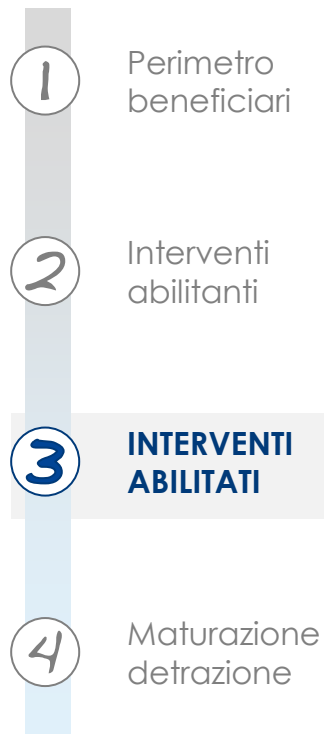 1
Perimetro
beneficiari
2
Interventi
abilitanti
3
INTERVENTI
ABILITATI
4
Maturazione
detrazione